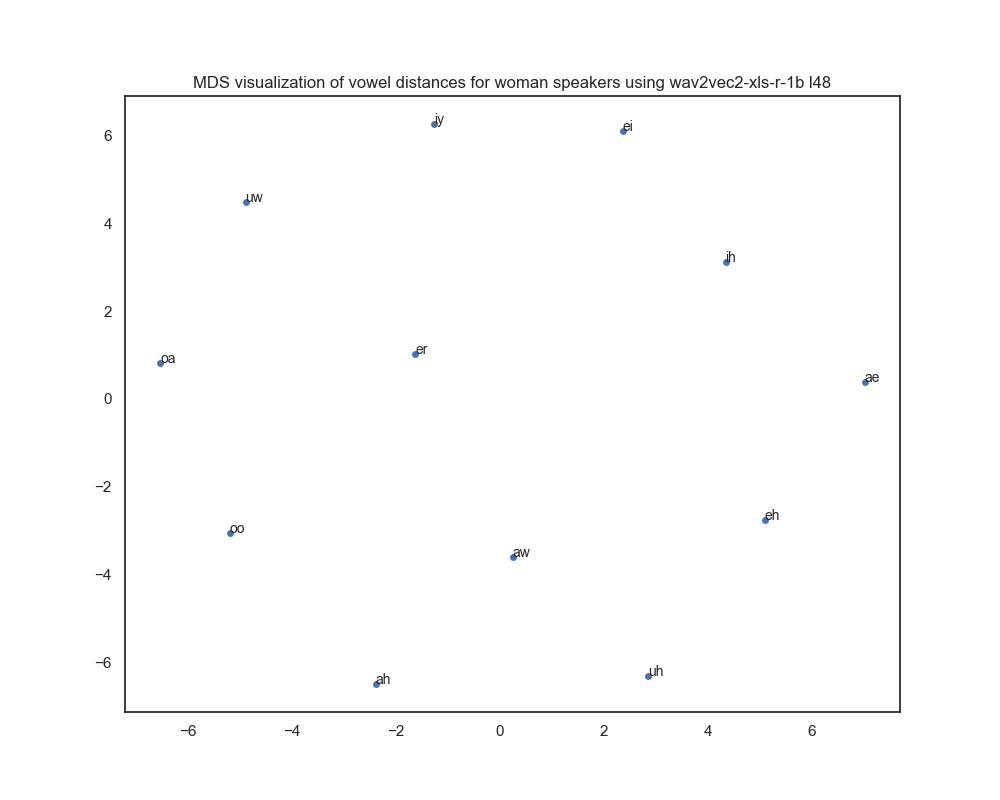 MDS visualization of vowel distances for woman speakers using wav2vec2-xls-r-1b l48
iy
ei
6
uw
4
ih
2
er
oa
ae
0
−2
eh
oo
aw
−4
−6
uh
ah
−6 −4 −2 0 2 4 6